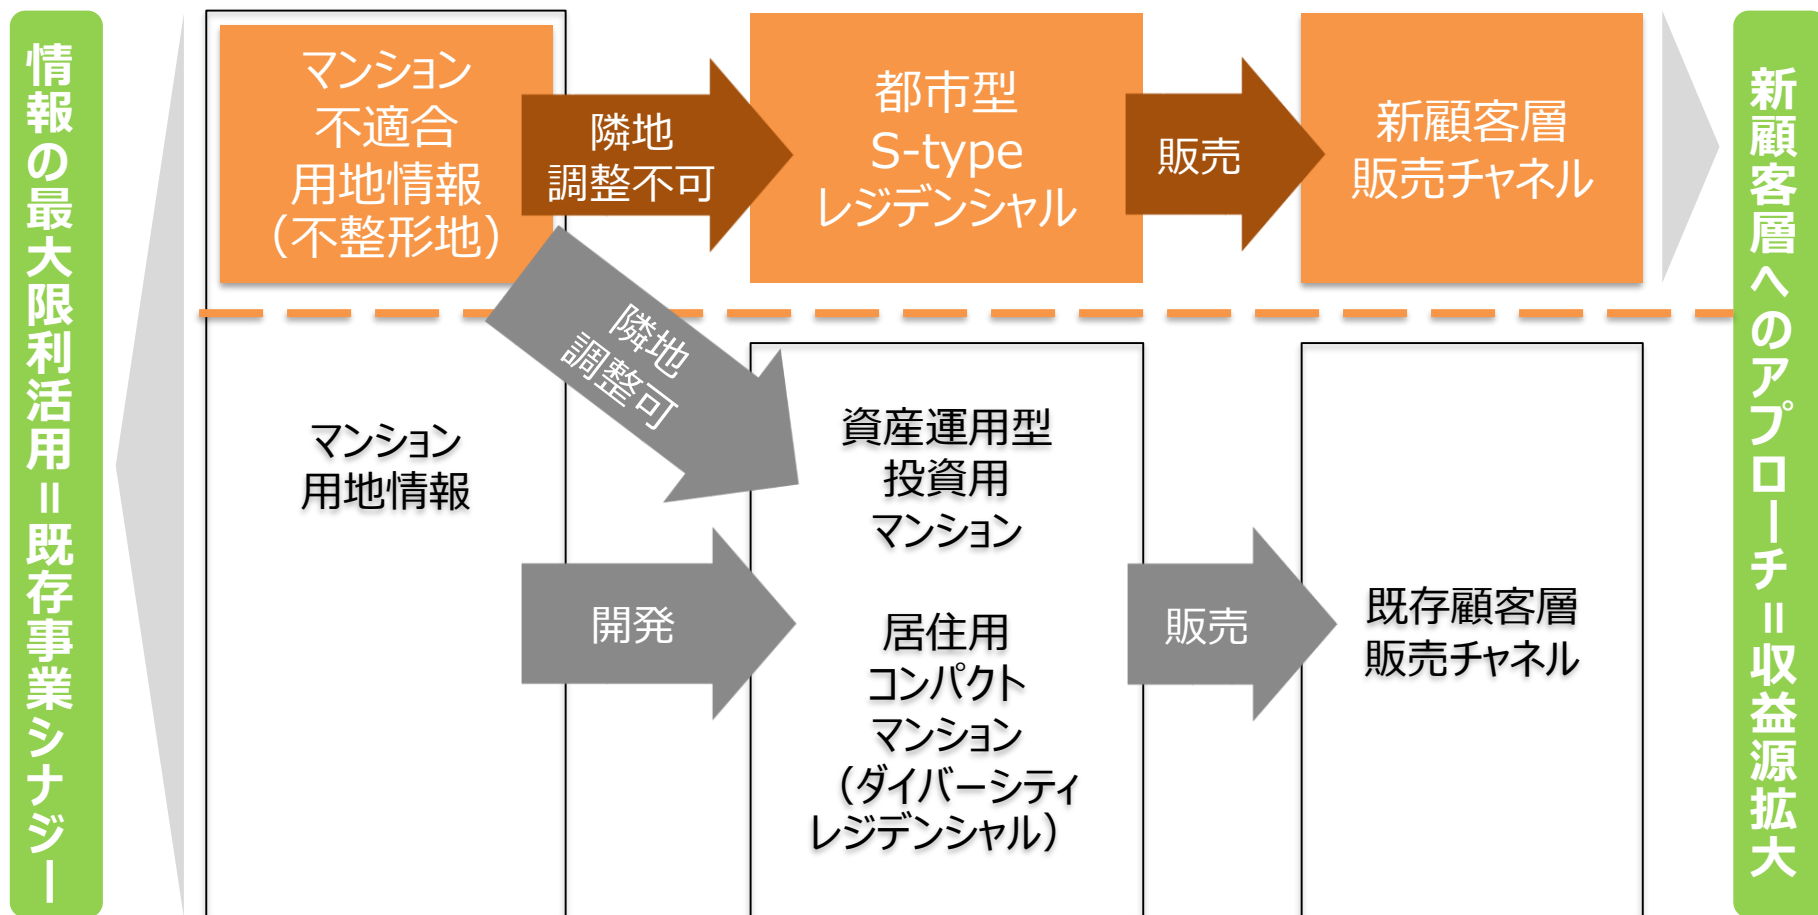 情報の最大限利活用＝既存事業シナジー
マンション
不適合
用地情報
（不整形地）
隣地
調整不可
都市型
S-type
レジデンシャル
販売
新顧客層
販売チャネル
隣地
調整可
マンション
用地情報
開発
資産運用型
投資用
マンション
居住用
コンパクト
マンション
（ダイバーシティ
レジデンシャル）
販売
既存顧客層
販売チャネル
新顧客層へのアプローチ＝収益源拡大